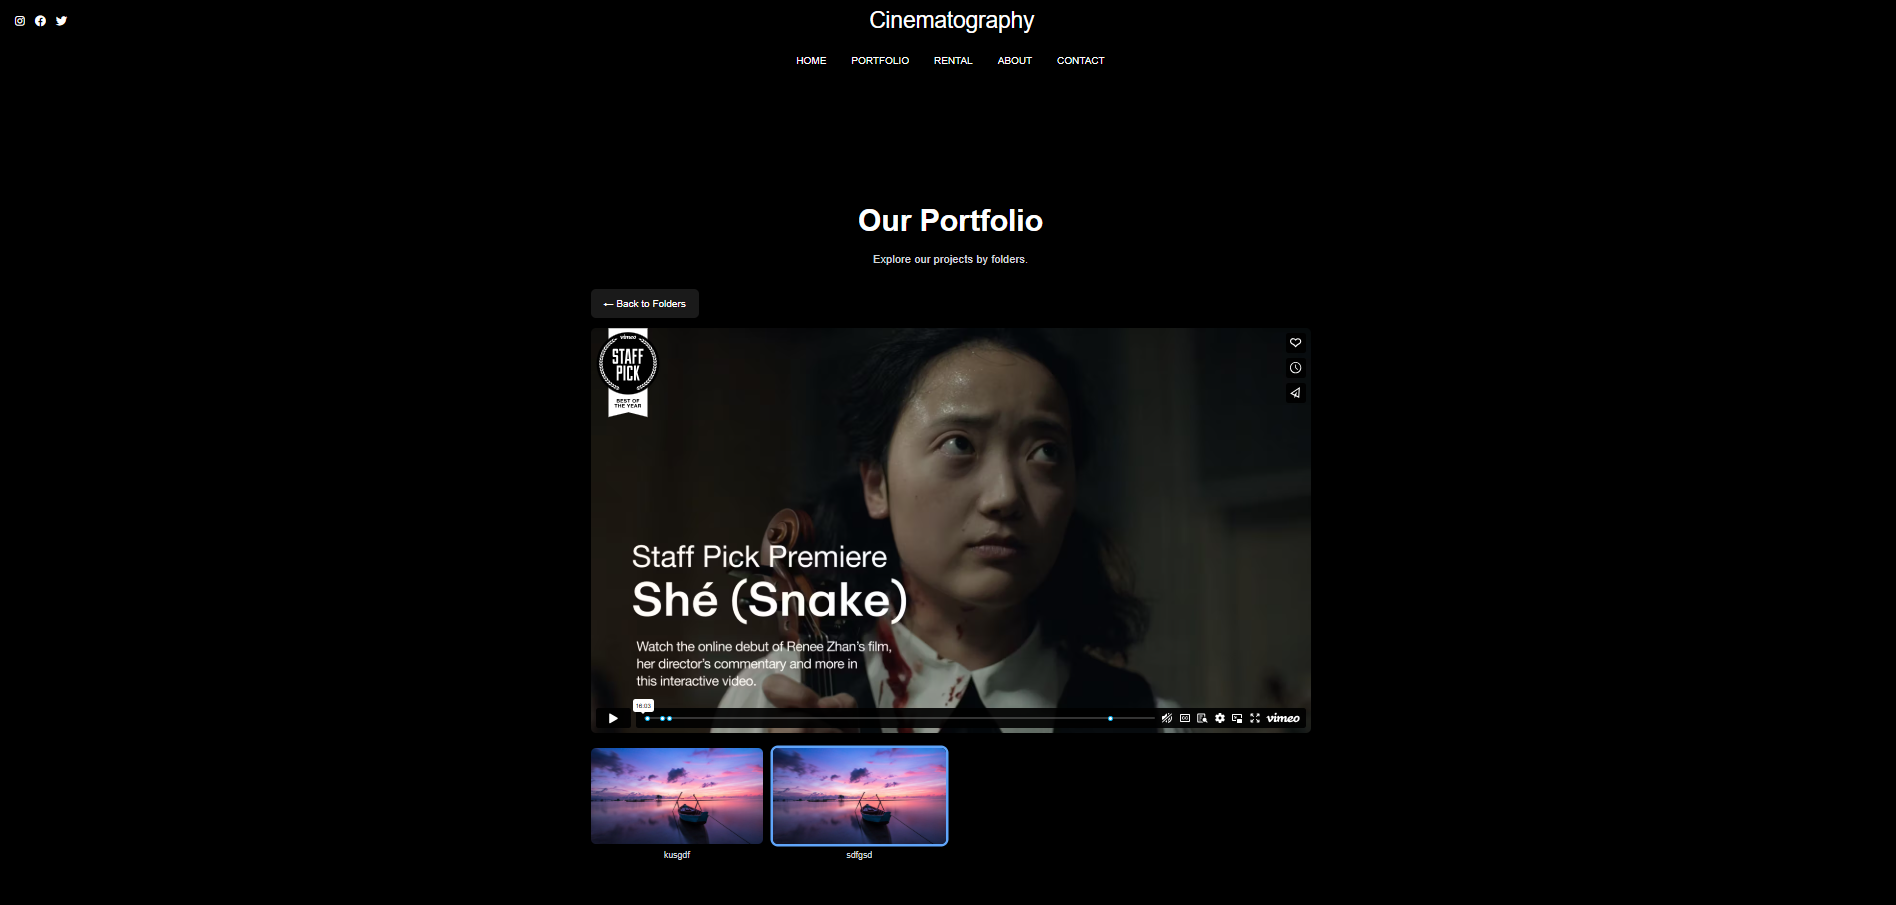 Cinematography
HOME PORTFOLIO RENTAL ABOUT CONTACT
Our Portfolio
Explore our projects by folders.
← Back to Folders
vimeo
STAFF
PICK
BEST OF
THE YEAR
Staff Pick Premiere
Shé (Snake)
Watch the online debut of Renee Zhan's film,
her director's commentary and more in
this interactive video.
16:03
CC
vimeo
kusgdf sdfgsd